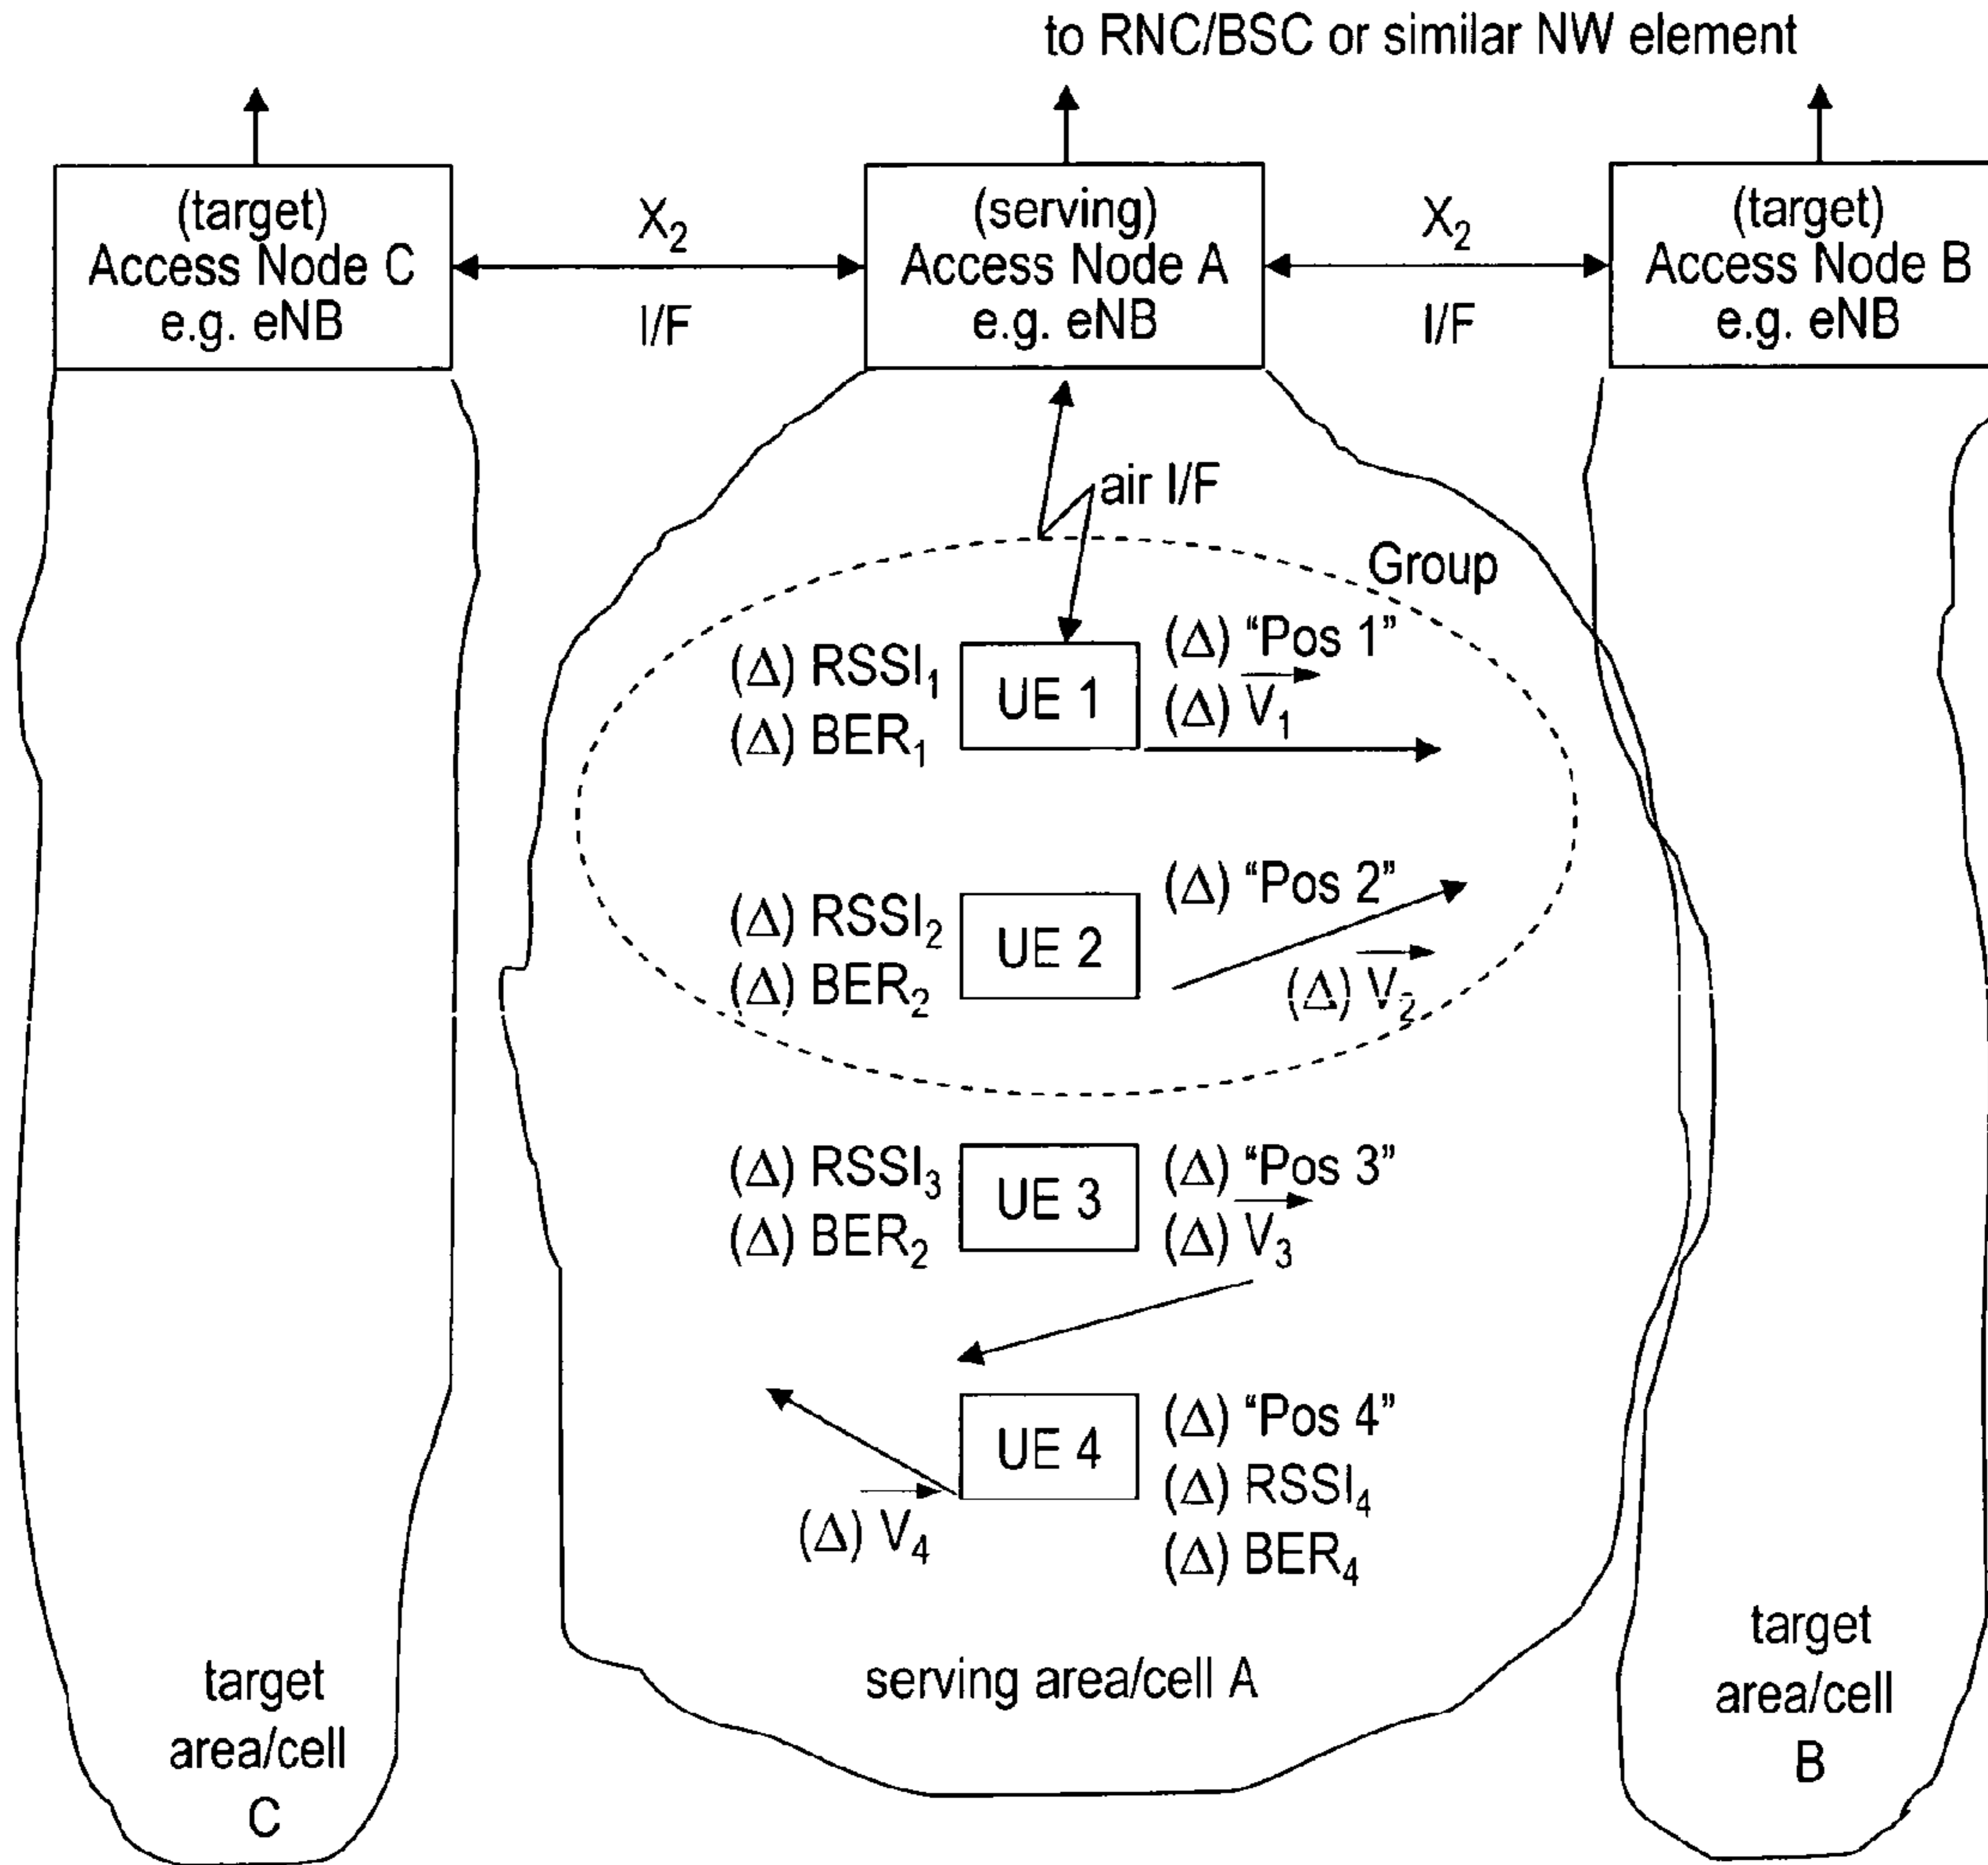 to RNC/BSC or similar NW element
(target)
Access Node C
e.g. eNB
X₂
I/F
(serving)
Access Node A
e.g. eNB
X₂
I/F
(target)
Access Node B
e.g. eNB
air I/F
Group
(Δ) RSSI₁
(Δ) BER₁
UE 1
(Δ) “Pos 1”
(Δ) V₁
(Δ) RSSI₂
(Δ) BER₂
UE 2
(Δ) “Pos 2”
(Δ) V₂
(Δ) RSSI₃
(Δ) BER₂
UE 3
(Δ) “Pos 3”
(Δ) V₃
UE 4
(Δ) V₄
(Δ) “Pos 4”
(Δ) RSSI₄
(Δ) BER₄
target
area/cell
C
serving area/cell A
target
area/cell
B